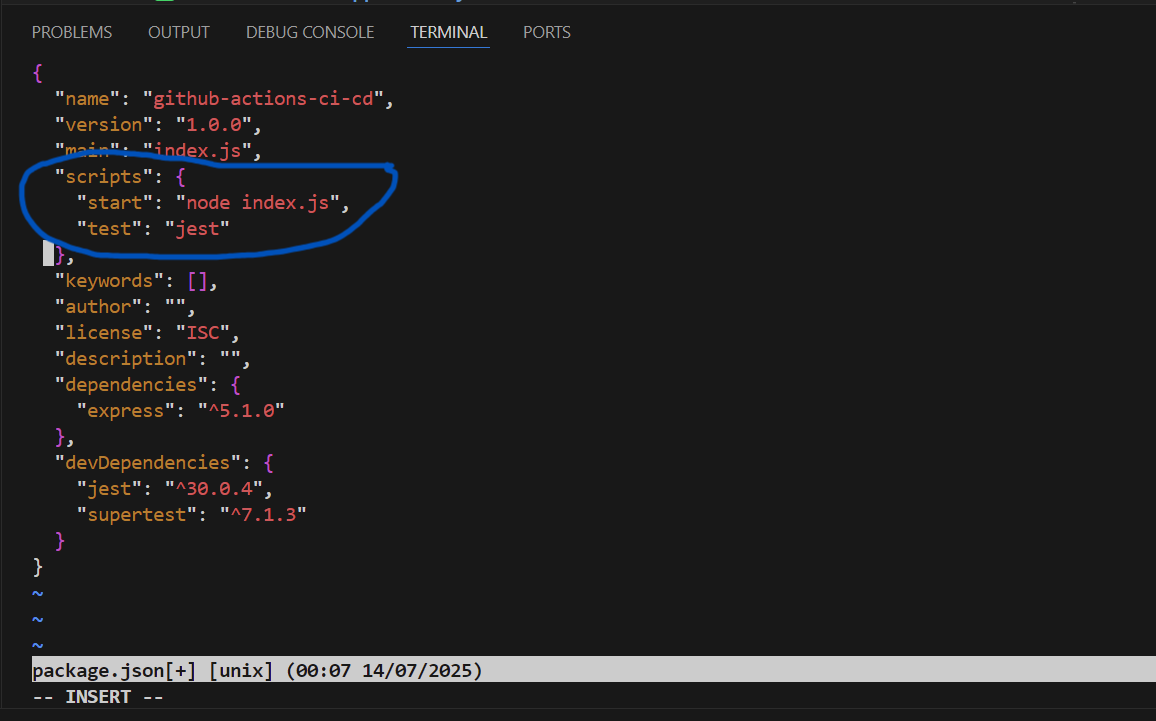 PROBLEMS OUTPUT DEBUG CONSOLE TERMINAL PORTS
{
  "name": "github-actions-ci-cd",
  "version": "1.0.0",
  "main": "index.js",
  "scripts": {
    "start": "node index.js",
    "test": "jest"
  },
  "keywords": [],
  "author": "",
  "license": "ISC",
  "description": "",
  "dependencies": {
    "express": "^5.1.0"
  },
  "devDependencies": {
    "jest": "^30.0.4",
    "supertest": "^7.1.3"
  }
}
~
~
~
package.json[+] [unix] (00:07 14/07/2025)
-- INSERT --